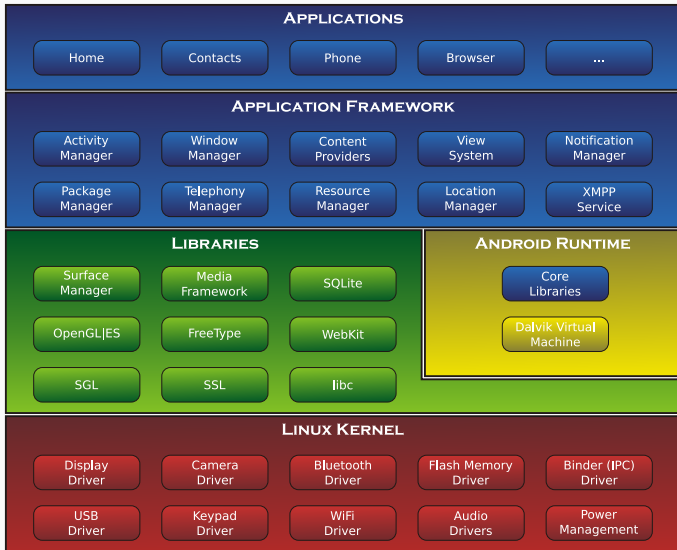 APPLICATIONS
Home
Contacts
Phone
Browser
...
APPLICATION FRAMEWORK
Activity
Manager
Window
Manager
Content
Providers
View
System
Notification
Manager
Package
Manager
Telephony
Manager
Resource
Manager
Location
Manager
XMPP
Service
LIBRARIES
Surface
Manager
Media
Framework
SQLite
OpenGL|ES
FreeType
WebKit
SGL
SSL
libc
ANDROID RUNTIME
Core
Libraries
Dalvik Virtual
Machine
LINUX KERNEL
Display
Driver
Camera
Driver
Bluetooth
Driver
Flash Memory
Driver
Binder (IPC)
Driver
USB
Driver
Keypad
Driver
WiFi
Driver
Audio
Drivers
Power
Management